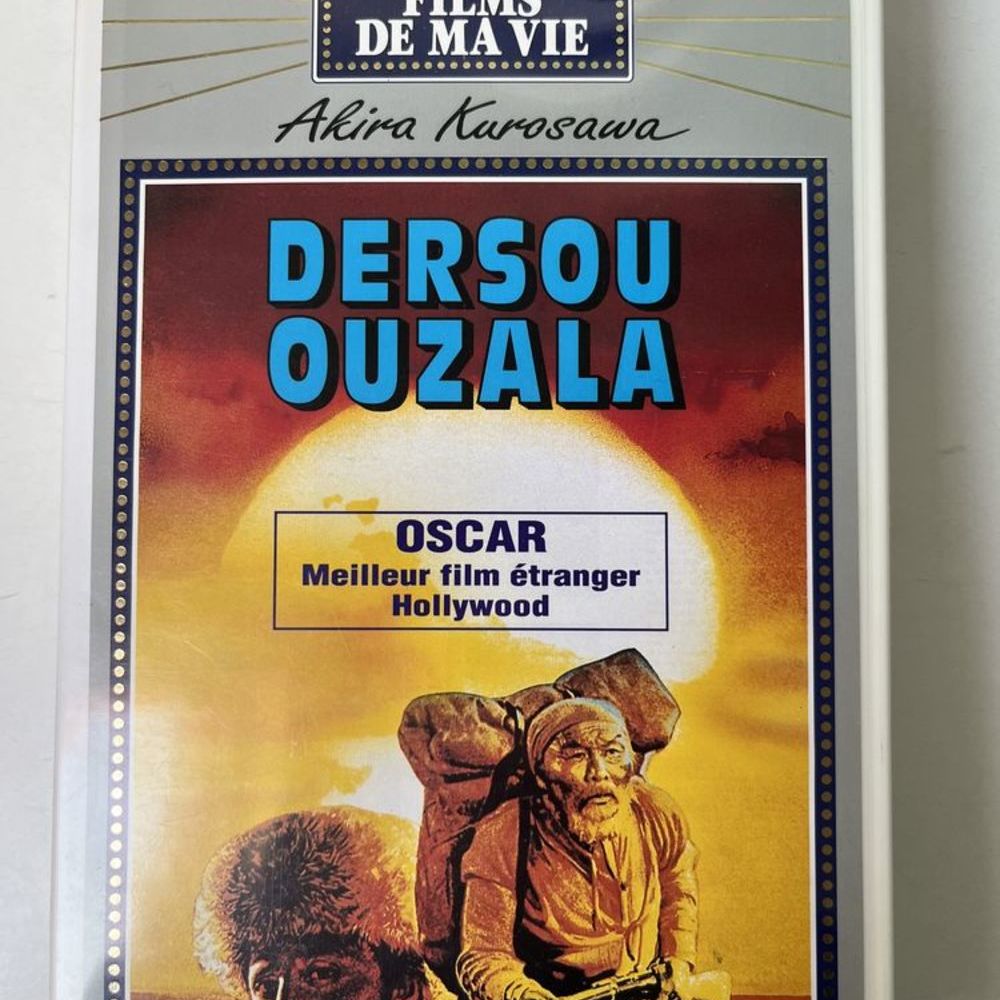 FILMS
DE MA VIE
Akira Kurosawa
DERSOU
OUZALA
OSCAR
Meilleur film étranger
Hollywood